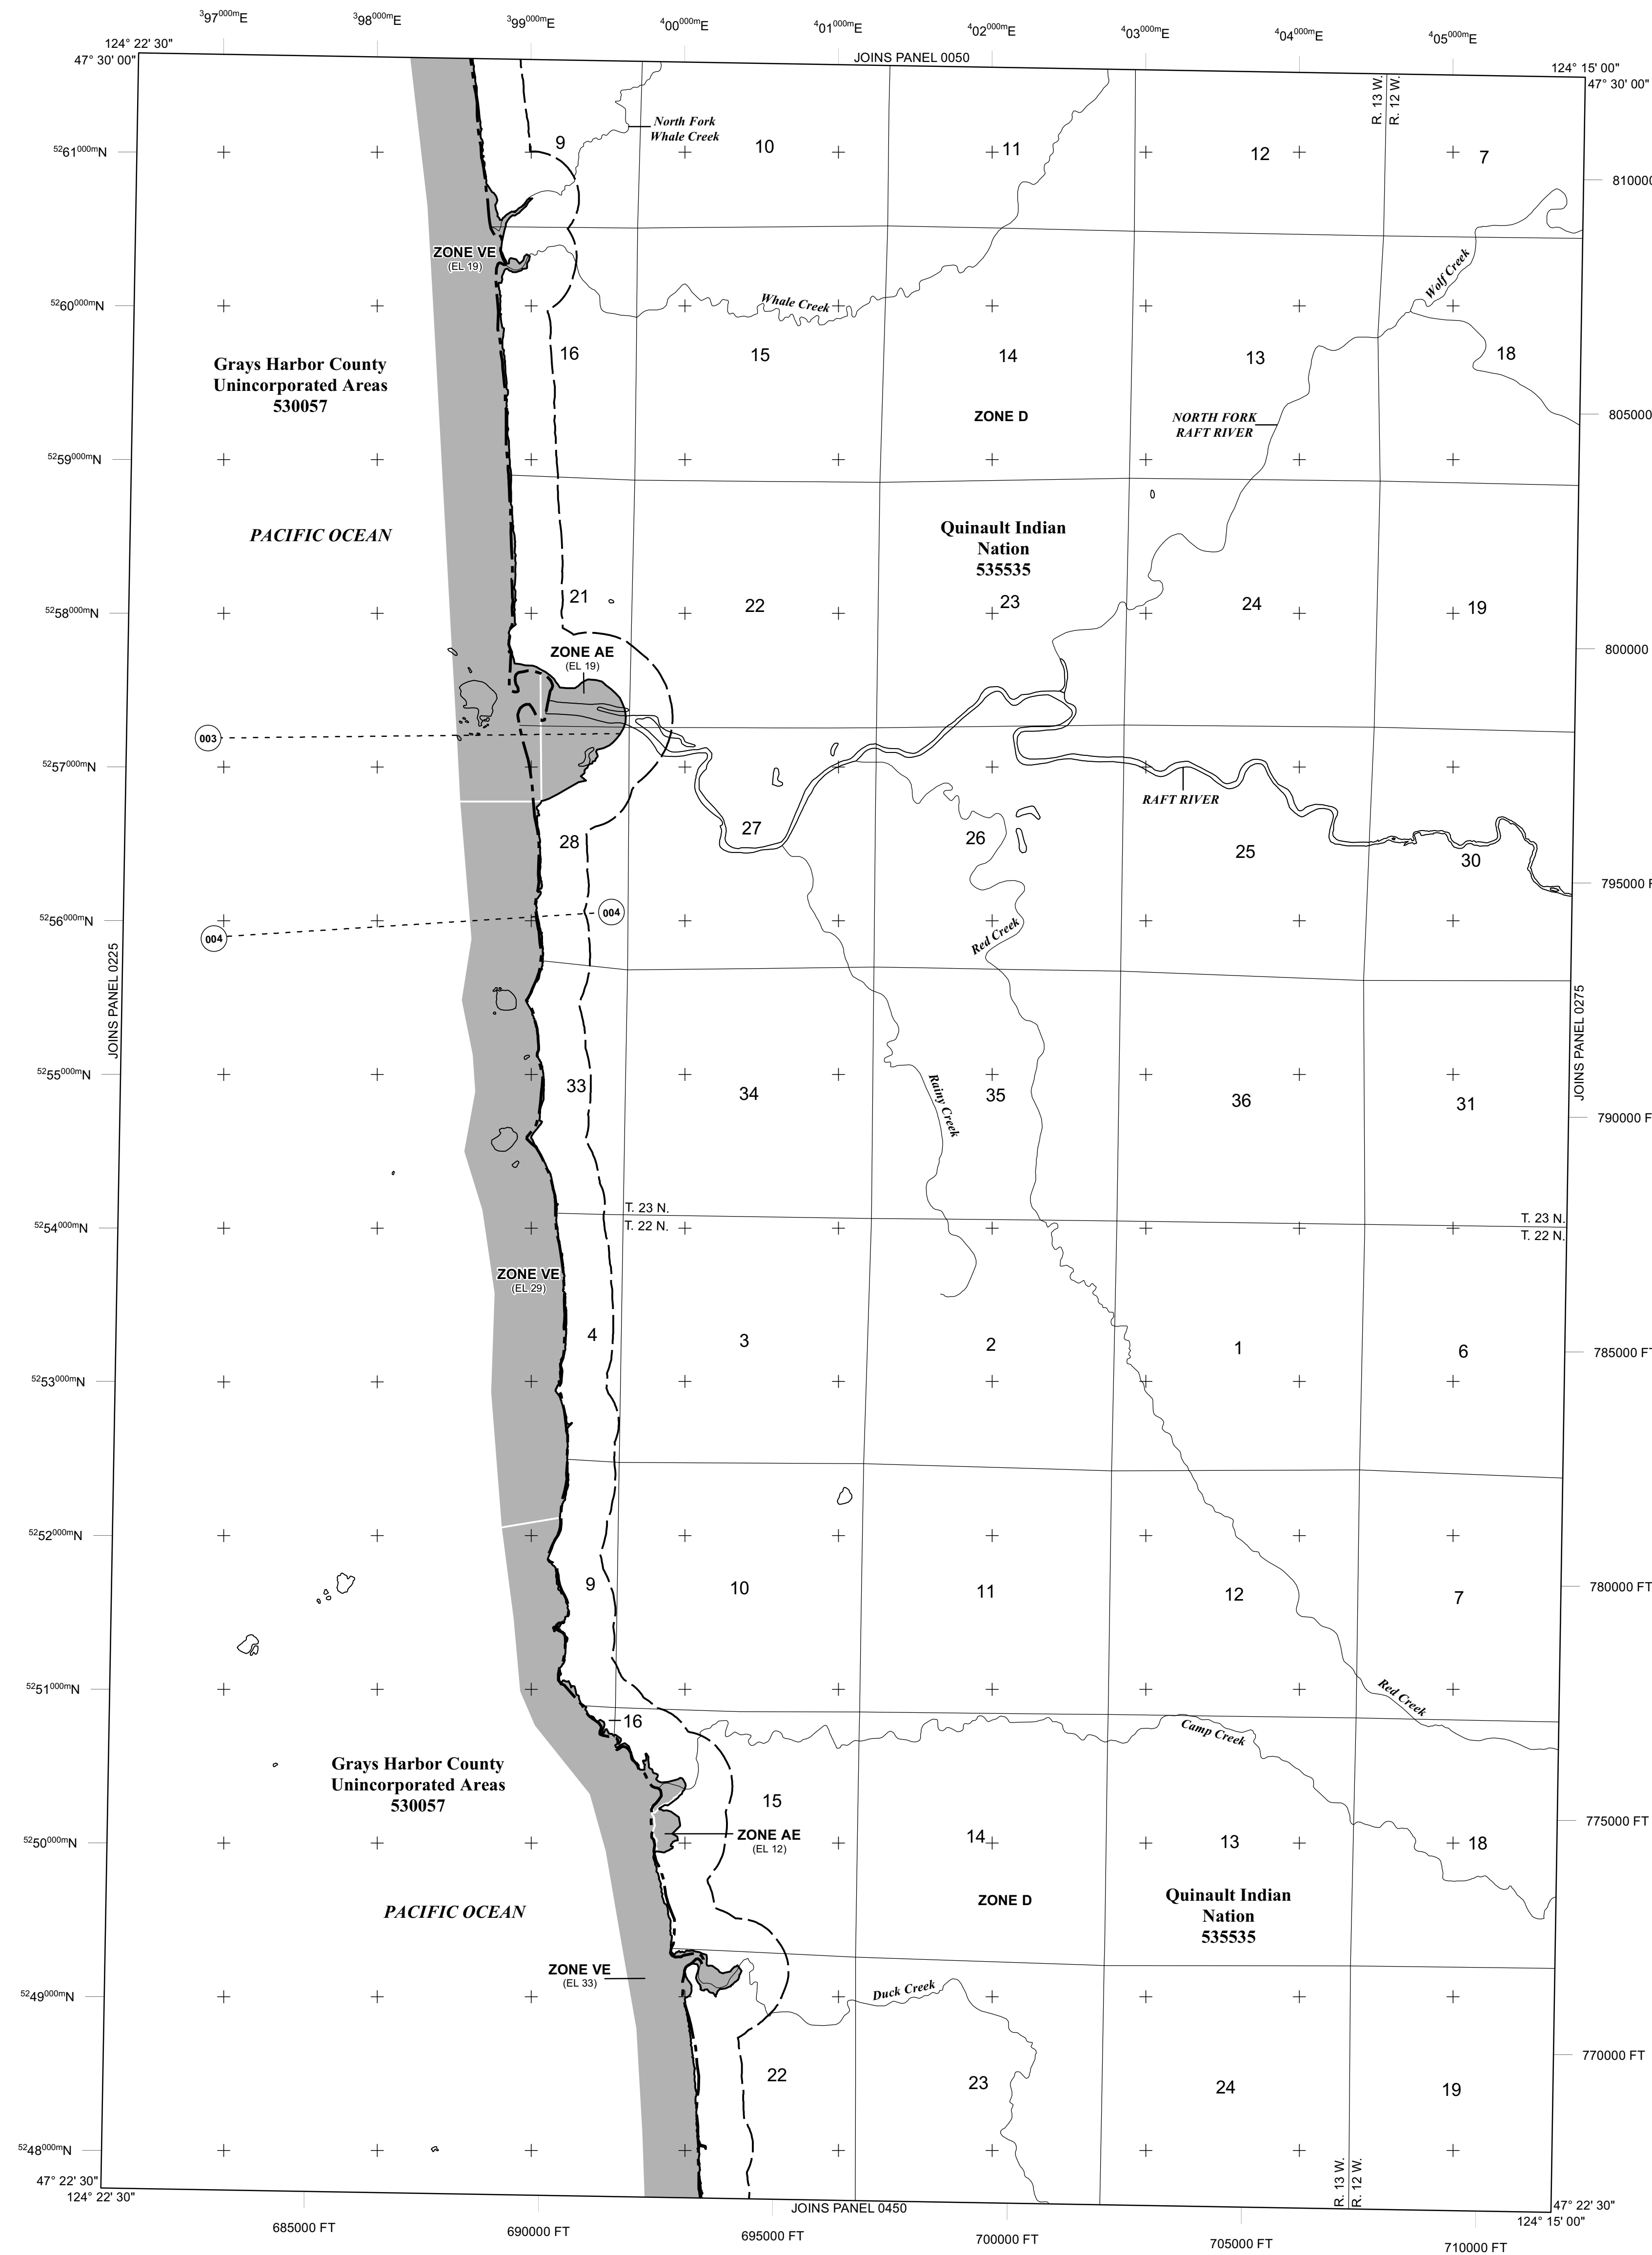 ³97⁰⁰⁰ᵐE
³98⁰⁰⁰ᵐE
³99⁰⁰⁰ᵐE
⁴00⁰⁰⁰ᵐE
⁴01⁰⁰⁰ᵐE
⁴02⁰⁰⁰ᵐE
⁴03⁰⁰⁰ᵐE
⁴04⁰⁰⁰ᵐE
⁴05⁰⁰⁰ᵐE
124° 22' 30"
47° 30' 00"
JOINS PANEL 0050
124° 15' 00"
47° 30' 00"
R. 13 W.
R. 12 W.
North Fork
Whale Creek
9
10
11
12
7
⁵²61⁰⁰⁰ᵐN
810000
ZONE VE
(EL 19)
Whale Creek
Wolf Creek
⁵²60⁰⁰⁰ᵐN
Grays Harbor County
Unincorporated Areas
530057
16
15
14
13
18
ZONE D
NORTH FORK
RAFT RIVER
805000
⁵²59⁰⁰⁰ᵐN
PACIFIC OCEAN
Quinault Indian
Nation
535535
21
22
23
24
19
⁵²58⁰⁰⁰ᵐN
ZONE AE
(EL 19)
800000
003
⁵²57⁰⁰⁰ᵐN
RAFT RIVER
28
27
26
25
30
795000 F
004
004
⁵²56⁰⁰⁰ᵐN
Red Creek
JOINS PANEL 0225
JOINS PANEL 0275
⁵²55⁰⁰⁰ᵐN
33
34
Rainy Creek
35
36
31
790000 F
T. 23 N.
T. 22 N.
T. 23 N.
T. 22 N.
⁵²54⁰⁰⁰ᵐN
ZONE VE
(EL 29)
4
3
2
1
6
785000 FT
⁵²53⁰⁰⁰ᵐN
⁵²52⁰⁰⁰ᵐN
9
10
11
12
7
780000 FT
⁵²51⁰⁰⁰ᵐN
Red Creek
16
Camp Creek
Grays Harbor County
Unincorporated Areas
530057
15
14
13
18
775000 FT
⁵²50⁰⁰⁰ᵐN
ZONE AE
(EL 12)
PACIFIC OCEAN
ZONE D
Quinault Indian
Nation
535535
ZONE VE
(EL 33)
Duck Creek
⁵²49⁰⁰⁰ᵐN
770000 FT
22
23
24
19
⁵²48⁰⁰⁰ᵐN
R. 13 W.
R. 12 W.
47° 22' 30"
124° 22' 30"
JOINS PANEL 0450
47° 22' 30"
124° 15' 00"
685000 FT
690000 FT
695000 FT
700000 FT
705000 FT
710000 FT